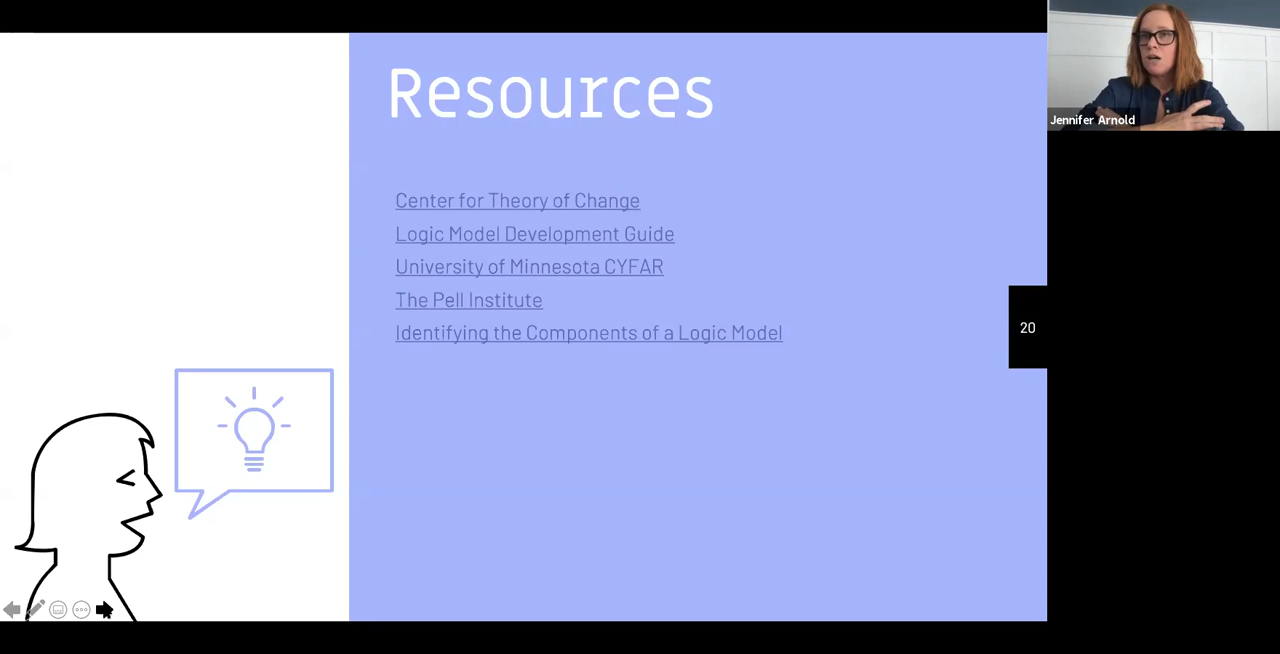 Resources
Center for Theory of Change
Logic Model Development Guide
University of Minnesota CYFAR
The Pell Institute
Identifying the Components of a Logic Model
20
Jennifer Arnold